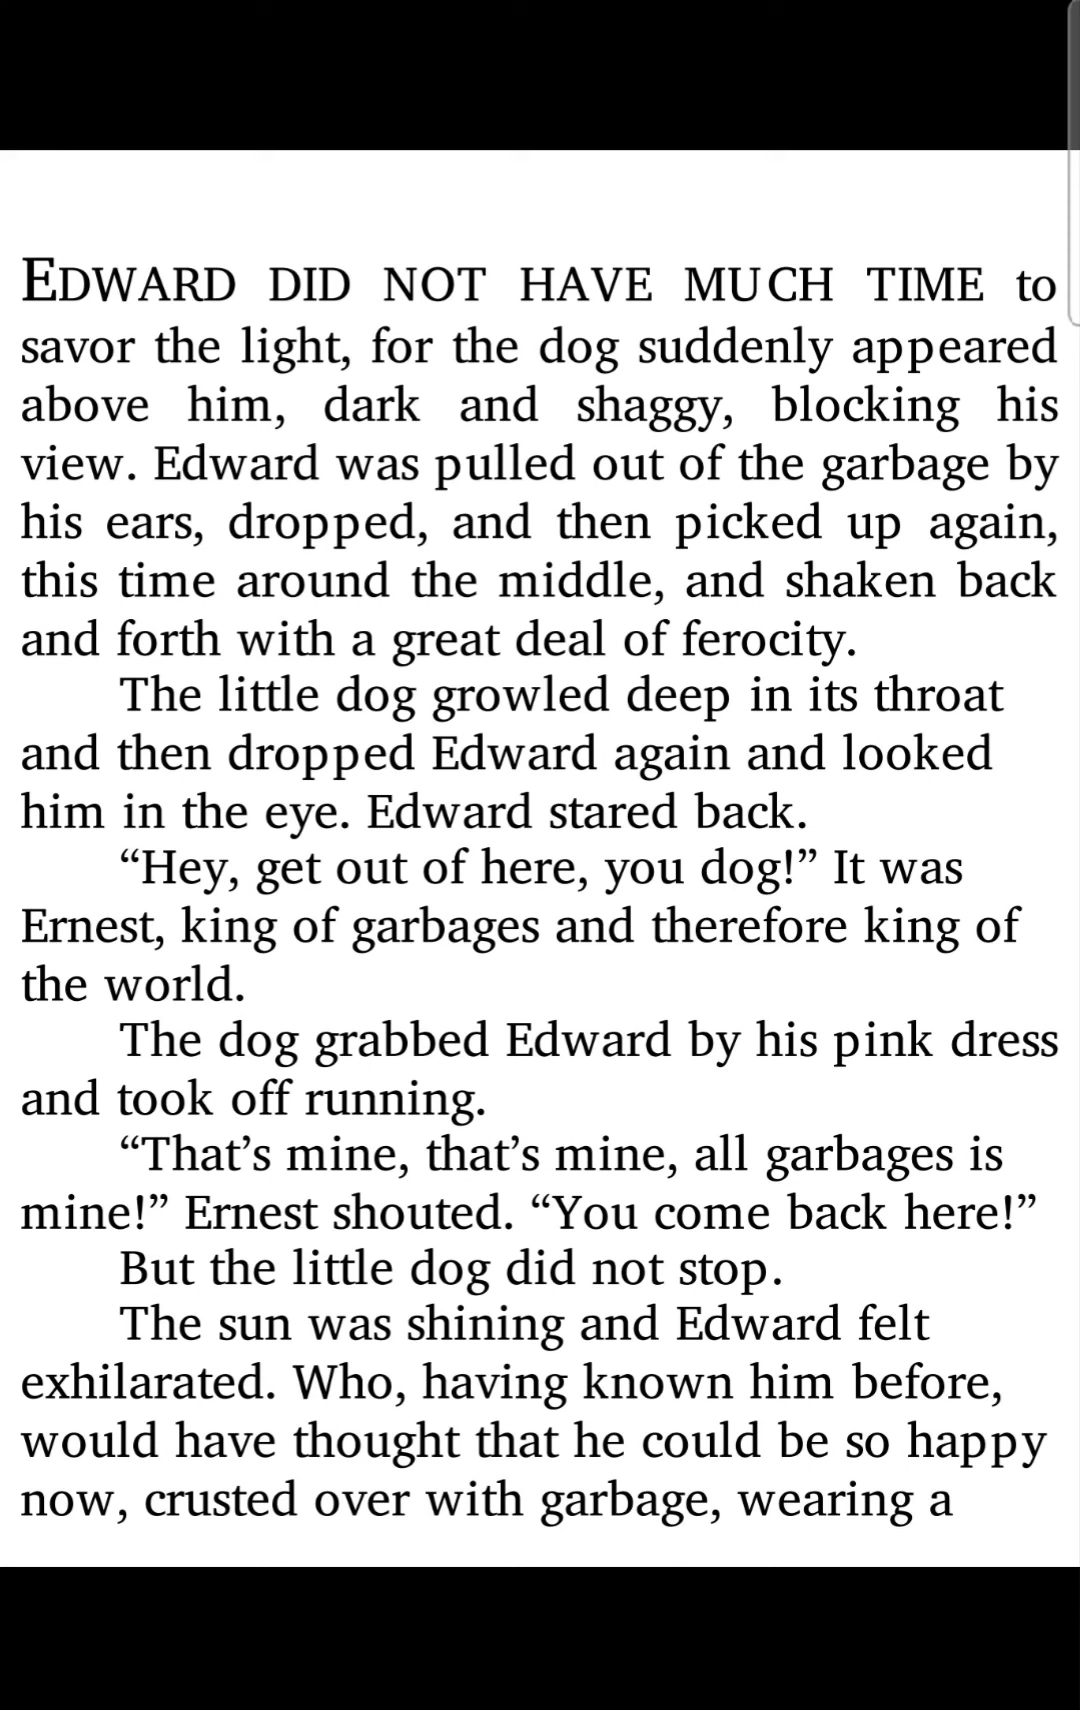 EDWARD DID NOT HAVE MUCH TIME to
savor the light, for the dog suddenly appeared
above him, dark and shaggy, blocking his
view. Edward was pulled out of the garbage by
his ears, dropped, and then picked up again,
this time around the middle, and shaken back
and forth with a great deal of ferocity.
The little dog growled deep in its throat
and then dropped Edward again and looked
him in the eye. Edward stared back.
“Hey, get out of here, you dog!” It was
Ernest, king of garbages and therefore king of
the world.
The dog grabbed Edward by his pink dress
and took off running.
“That’s mine, that’s mine, all garbages is
mine!” Ernest shouted. “You come back here!”
But the little dog did not stop.
The sun was shining and Edward felt
exhilarated. Who, having known him before,
would have thought that he could be so happy
now, crusted over with garbage, wearing a